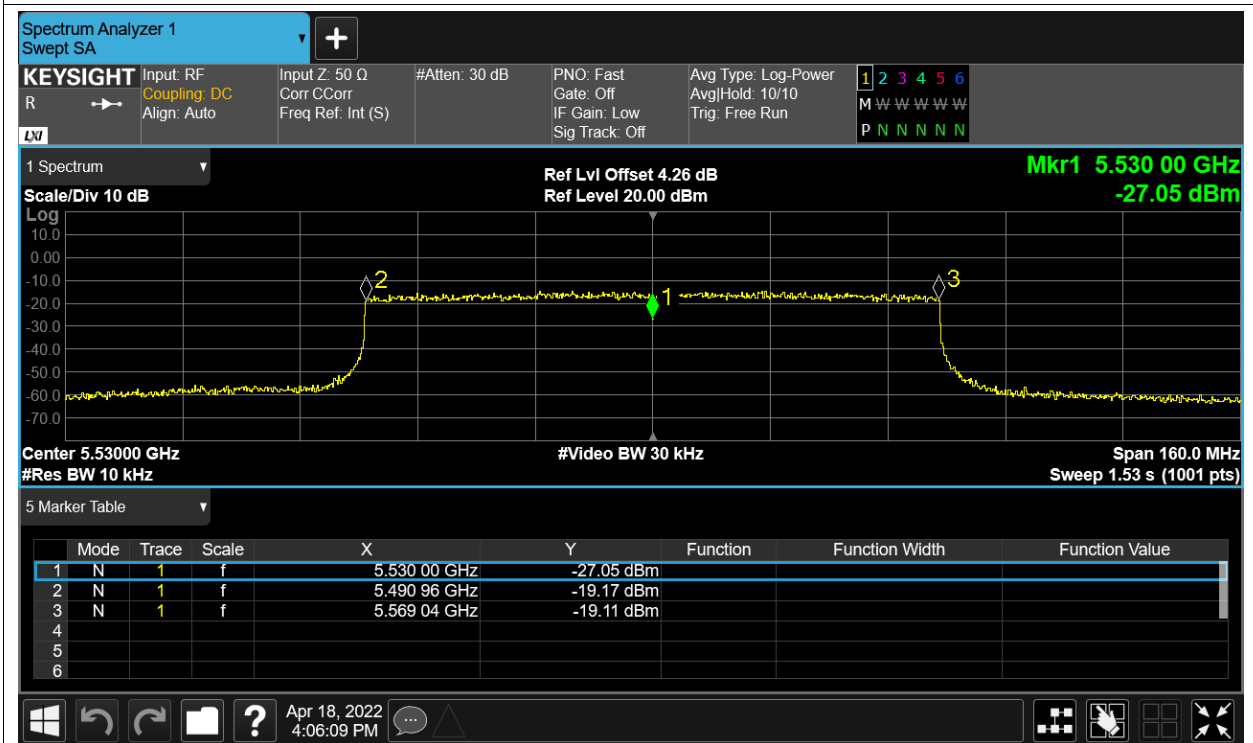 Spectrum Analyzer 1
Swept SA
KEYSIGHT
R
LXI
Input: RF
Coupling: DC
Align: Auto
Input Z: 50 Ω
Corr CCorr
Freq Ref: Int (S)
#Atten: 30 dB
PNO: Fast
Gate: Off
IF Gain: Low
Sig Track: Off
Avg Type: Log-Power
Avg|Hold: 10/10
Trig: Free Run
1 2 3 4 5 6
M W W W W W
P N N N N N
1 Spectrum
Scale/Div 10 dB
Ref Lvl Offset 4.26 dB
Ref Level 20.00 dBm
Mkr1 5.530 00 GHz
-27.05 dBm
Log
10.0
0.00
-10.0
-20.0
-30.0
-40.0
-50.0
-60.0
-70.0
2
1
3
Center 5.53000 GHz
#Res BW 10 kHz
#Video BW 30 kHz
Span 160.0 MHz
Sweep 1.53 s (1001 pts)
5 Marker Table
Mode Trace Scale X Y Function Function Width Function Value
1 N 1 f 5.530 00 GHz -27.05 dBm
2 N 1 f 5.490 96 GHz -19.17 dBm
3 N 1 f 5.569 04 GHz -19.11 dBm
4
5
6
?
Apr 18, 2022
4:06:09 PM